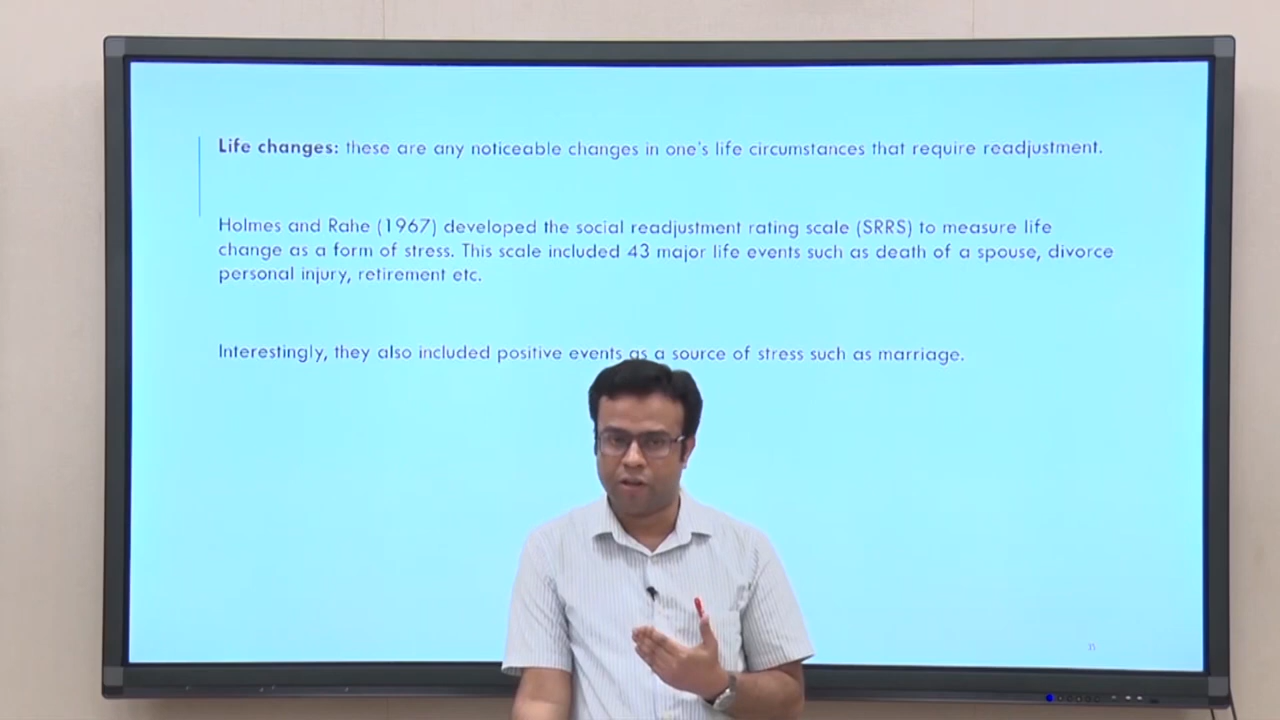 Life changes: these are any noticeable changes in one's life circumstances that require readjustment.
Holmes and Rahe (1967) developed the social readjustment rating scale (SRRS) to measure life
change as a form of stress. This scale included 43 major life events such as death of a spouse, divorce
personal injury, retirement etc.
Interestingly, they also included positive events as a source of stress such as marriage.
35